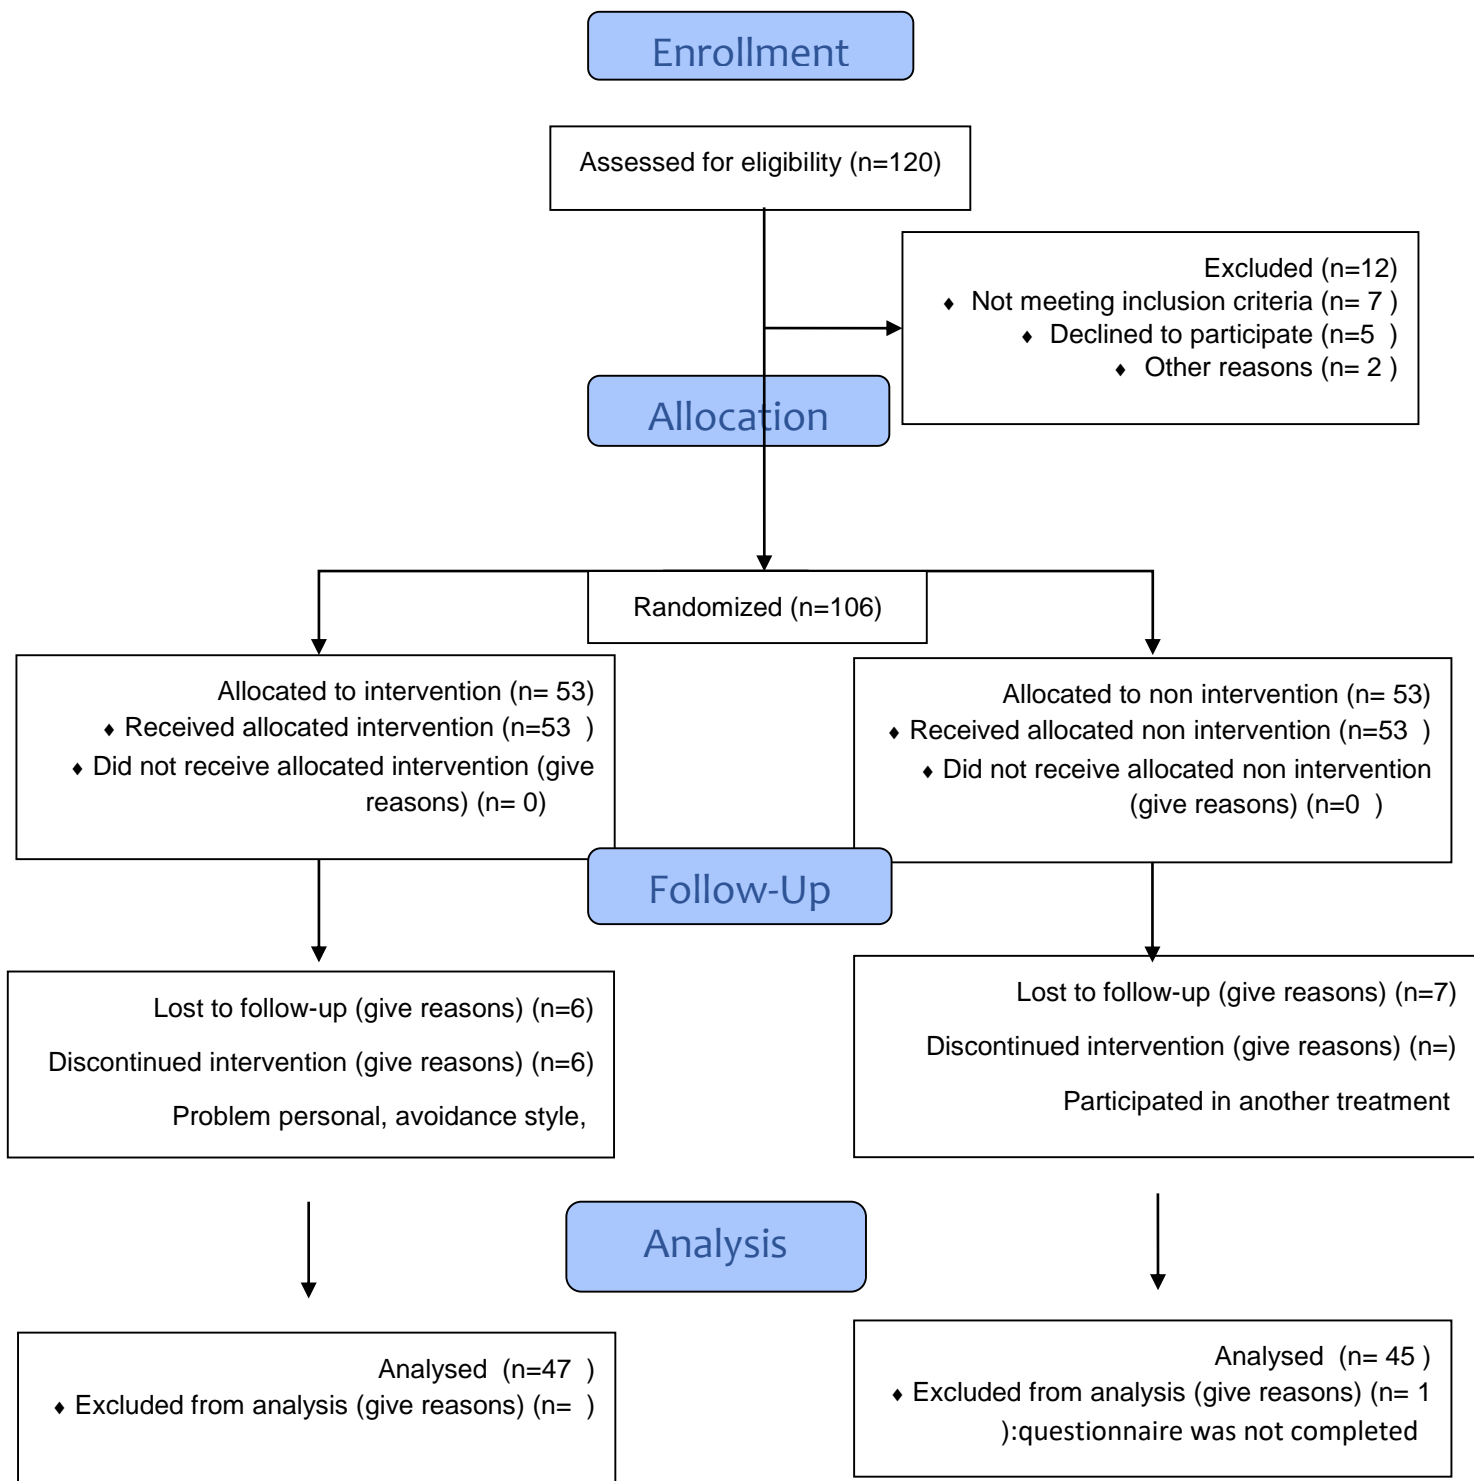 Enrollment
Assessed for eligibility (n=120)
Excluded (n=12)
♦ Not meeting inclusion criteria (n= 7 )
♦ Declined to participate (n=5 )
♦ Other reasons (n= 2 )
Allocation
Randomized (n=106)
Allocated to intervention (n= 53)
♦ Received allocated intervention (n=53 )
♦ Did not receive allocated intervention (give
reasons) (n= 0)
Allocated to non intervention (n= 53)
♦ Received allocated non intervention (n=53 )
♦ Did not receive allocated non intervention
(give reasons) (n=0 )
Follow-Up
Lost to follow-up (give reasons) (n=6)
Discontinued intervention (give reasons) (n=6)
Problem personal, avoidance style,
Lost to follow-up (give reasons) (n=7)
Discontinued intervention (give reasons) (n=)
Participated in another treatment
Analysis
Analysed (n=47 )
♦ Excluded from analysis (give reasons) (n= )
Analysed (n= 45 )
♦ Excluded from analysis (give reasons) (n= 1
):questionnaire was not completed